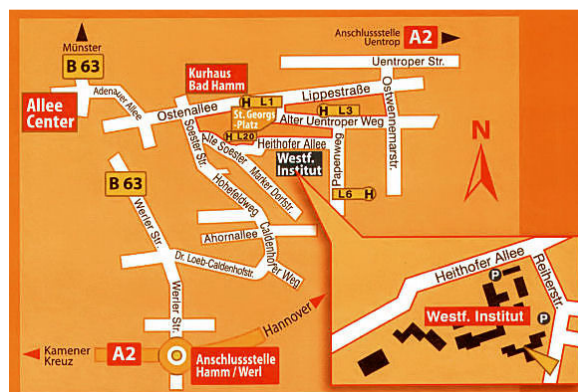 Münster
B 63
Anschlussstelle
Uentrop
A2
Uentroper Str.
Allee
Center
Adenauer Allee
Kurhaus
Bad Hamm
Ostenallee
Lippestraße
H L1
St. Georgs
-Platz
H L3
Alter Uentroper Weg
Ostwennemarstr.
N
H L20
Heithofer Allee
Westf.
Institut
Papenweg
L6 H
Soester Str.
Alte Soester
Marker Dorfstr.
Hohefeldweg
B 63
Werler Str.
Ahornallee
Caldenhofer Weg
Dr. Loeb-Caldenhofstr.
Werler Str.
Hannover
Kamener
Kreuz
A2
Anschlussstelle
Hamm / Werl
Heithofer Allee
Reiherstr.
P
Westf. Institut
P